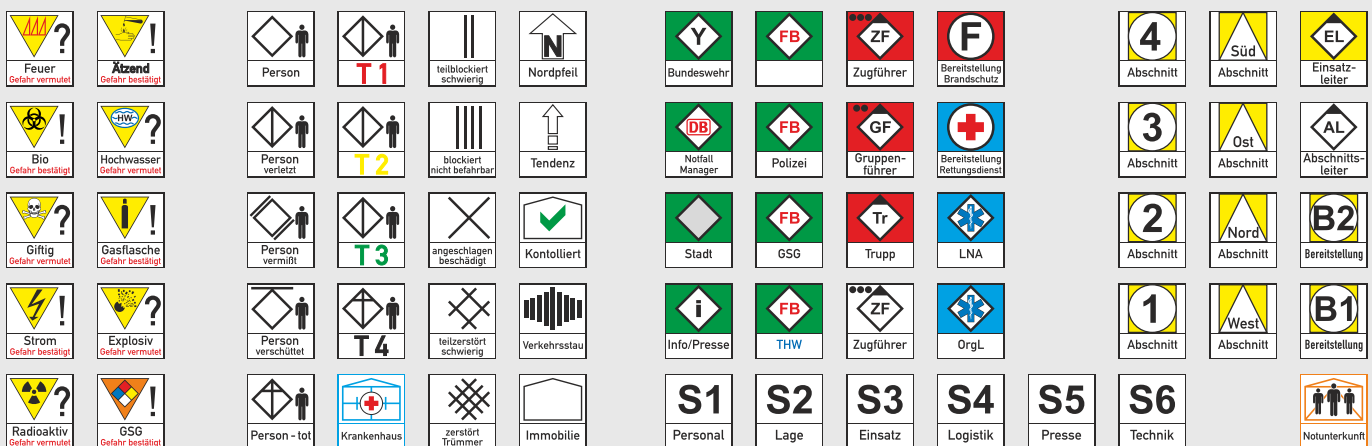 ? ! T 1 N Y FB ZF F 4 Süd EL
Feuer Ätzend Person teilblockiert Nordpfeil Bundeswehr Zugführer Bereitstellung Abschnitt Abschnitt Einsatz-
Gefahr vermutet Gefahr bestätigt schwierig Brandschutz leiter
! HW ? T 2 DB FB GF 3 Ost AL
Bio Hochwasser Person blockiert Tendenz Notfall Polizei Gruppen- Bereitstellung Abschnitt Abschnitt Abschnitts-
Gefahr bestätigt Gefahr vermutet verletzt nicht befahrbar Manager führer Rettungsdienst leiter
? ! T 3 FB Tr 2 Nord B2
Giftig Gasflasche Person angeschlagen Kontolliert Stadt GSG Trupp LNA Abschnitt Abschnitt Bereitstellung
Gefahr vermutet Gefahr bestätigt vermißt beschädigt
! ? T 4 i FB ZF 1 West B1
Strom Explosiv Person teilzerstört Verkehrsstau Info/Presse THW Zugführer OrgL Abschnitt Abschnitt Bereitstellung
Gefahr bestätigt Gefahr vermutet verschüttet schwierig
? ! S1 S2 S3 S4 S5 S6
Radioaktiv GSG Person - tot Krankenhaus zerstört Immobilie Personal Lage Einsatz Logistik Presse Technik Notunterkunft
Gefahr vermutet Gefahr bestätigt Trümmer